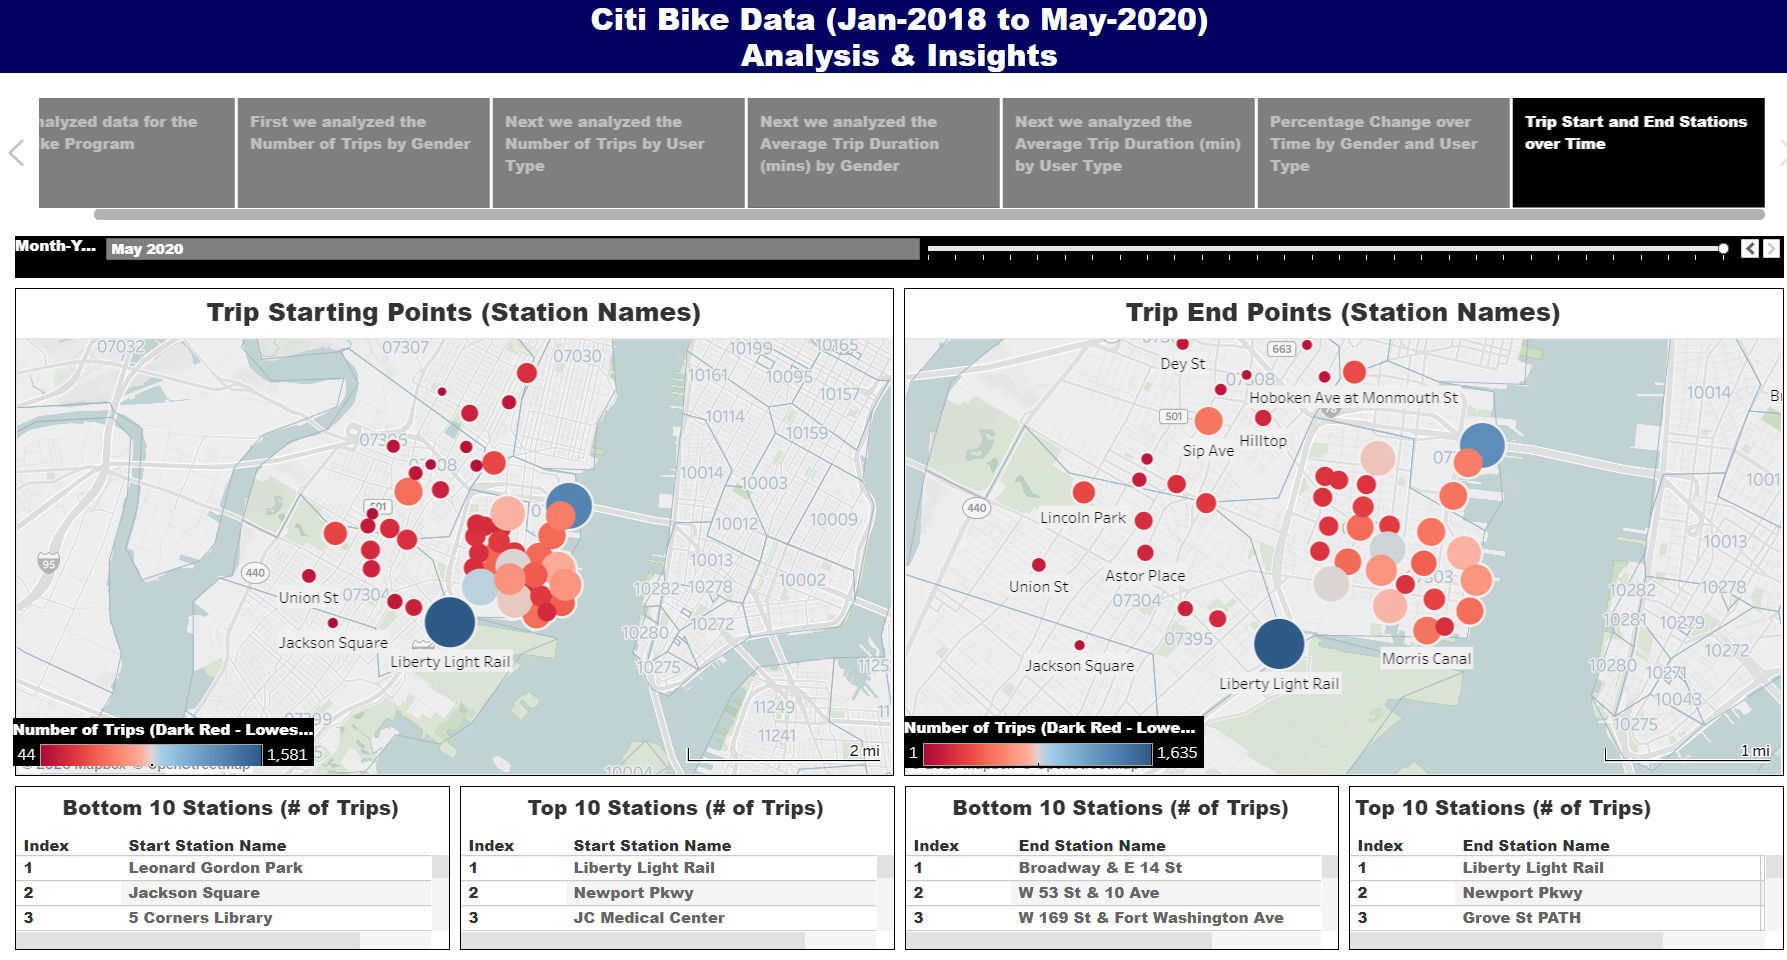 Citi Bike Data (Jan-2018 to May-2020)
Analysis & Insights
nalyzed data for the
ke Program
First we analyzed the
Number of Trips by Gender
Next we analyzed the
Number of Trips by User
Type
Next we analyzed the
Average Trip Duration
(mins) by Gender
Next we analyzed the
Average Trip Duration (min)
by User Type
Percentage Change over
Time by Gender and User
Type
Trip Start and End Stations
over Time
Month-Y...
May 2020
Trip Starting Points (Station Names)
07032
07307
07030
10199
10165
10161
10095
10157
10114
10159
10014
10003
10012
10009
10013
10002
10282
10278
10280
10272
10275
11249
11241
501
440
95
07304
Union St
Jackson Square
Liberty Light Rail
Number of Trips (Dark Red - Lowes...
44
1,581
2 mi
Trip End Points (Station Names)
Dey St
663
Hoboken Ave at Monmouth St
501
Sip Ave
Hilltop
10014
440
Lincoln Park
10013
Union St
Astor Place
07304
07395
10282
10281
10279
10272
10280
10271
10043
10275
Jackson Square
Liberty Light Rail
Morris Canal
Number of Trips (Dark Red - Lowe...
1
1,635
1 mi
Bottom 10 Stations (# of Trips)
Index Start Station Name
1 Leonard Gordon Park
2 Jackson Square
3 5 Corners Library
Top 10 Stations (# of Trips)
Index Start Station Name
1 Liberty Light Rail
2 Newport Pkwy
3 JC Medical Center
Bottom 10 Stations (# of Trips)
Index End Station Name
1 Broadway & E 14 St
2 W 53 St & 10 Ave
3 W 169 St & Fort Washington Ave
Top 10 Stations (# of Trips)
Index End Station Name
1 Liberty Light Rail
2 Newport Pkwy
3 Grove St PATH